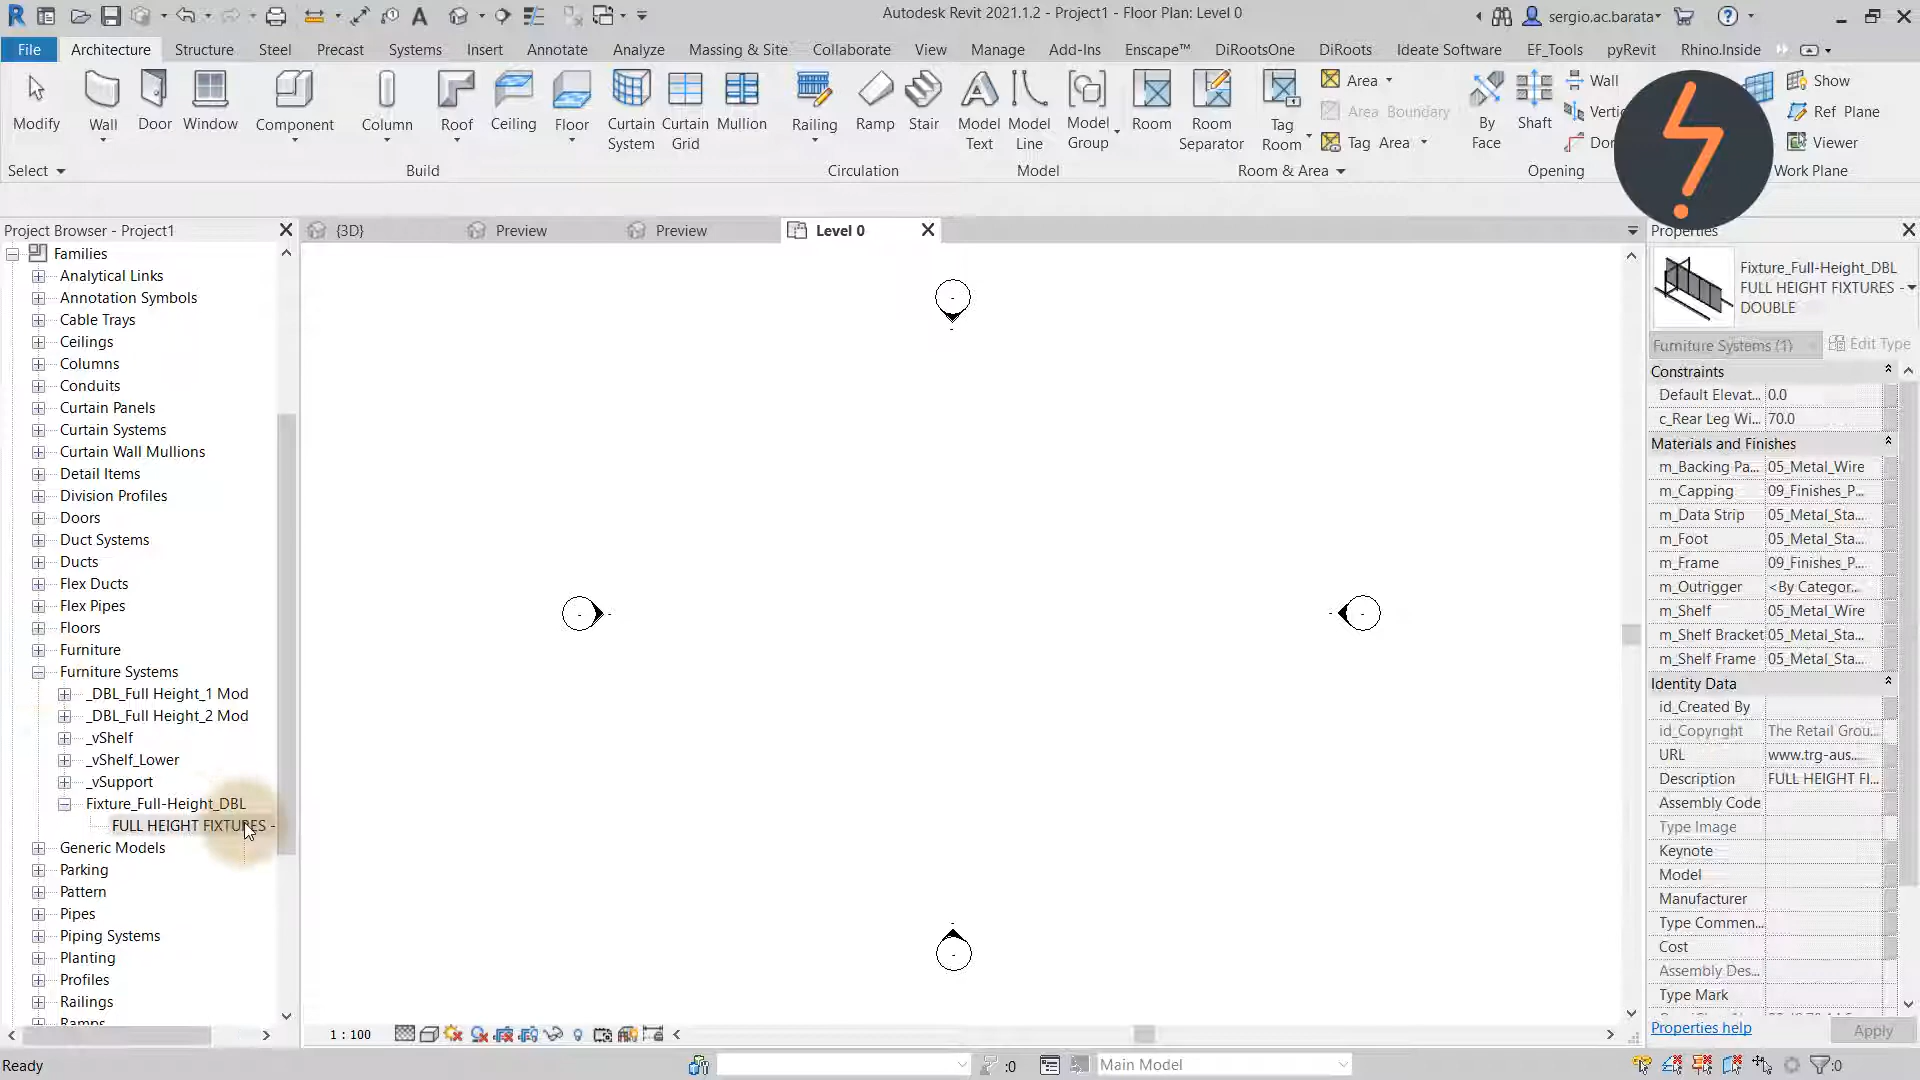 Autodesk Revit 2021.1.2 - Project1 - Floor Plan: Level 0
sergio.ac.barata
File Architecture Structure Steel Precast Systems Insert Annotate Analyze Massing & Site Collaborate View Manage Add-Ins Enscape™ DiRootsOne DiRoots Ideate Software EF_Tools pyRevit Rhino.Inside
Modify
Wall
Door
Window
Component
Column
Roof
Ceiling
Floor
Curtain System
Curtain Grid
Mullion
Railing
Ramp
Stair
Model Text
Model Line
Model Group
Room
Room Separator
Tag Room
Area
Area Boundary
Tag Area
By Face
Shaft
Wall
Show
Ref Plane
Viewer
Select Build Circulation Model Room & Area Opening Work Plane
Project Browser - Project1
{3D} Preview Preview Level 0
Properties
Families
Analytical Links
Annotation Symbols
Cable Trays
Ceilings
Columns
Conduits
Curtain Panels
Curtain Systems
Curtain Wall Mullions
Detail Items
Division Profiles
Doors
Duct Systems
Ducts
Flex Ducts
Flex Pipes
Floors
Furniture
Furniture Systems
_DBL_Full Height_1 Mod
_DBL_Full Height_2 Mod
_vShelf
_vShelf_Lower
_vSupport
Fixture_Full-Height_DBL
FULL HEIGHT FIXTURES -
Generic Models
Parking
Pattern
Pipes
Piping Systems
Planting
Profiles
Railings
Ramps
Fixture_Full-Height_DBL
FULL HEIGHT FIXTURES -
DOUBLE
Furniture Systems (1) Edit Type
Constraints
Default Elevat... 0.0
c_Rear Leg Wi... 70.0
Materials and Finishes
m_Backing Pa... 05_Metal_Wire
m_Capping 09_Finishes_P...
m_Data Strip 05_Metal_Sta...
m_Foot 05_Metal_Sta...
m_Frame 09_Finishes_P...
m_Outrigger <By Categor...
m_Shelf 05_Metal_Wire
m_Shelf Bracket 05_Metal_Sta...
m_Shelf Frame 05_Metal_Sta...
Identity Data
id_Created By
id_Copyright The Retail Grou...
URL www.trg-aus....
Description FULL HEIGHT FI...
Assembly Code
Type Image
Keynote
Model
Manufacturer
Type Commen...
Cost
Assembly Des...
Type Mark
Properties help Apply
1 : 100
Ready
:0
Main Model
:0